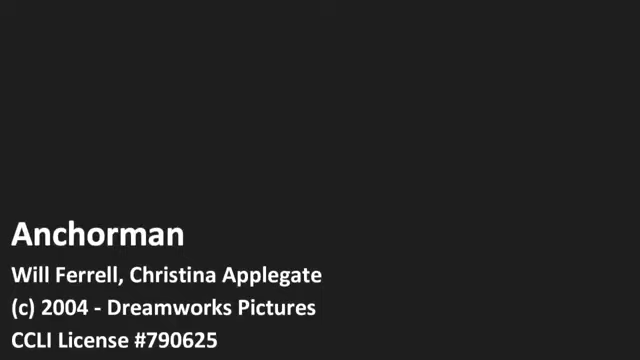 Anchorman
Will Ferrell, Christina Applegate
(c) 2004 - Dreamworks Pictures
CCLI License #790625